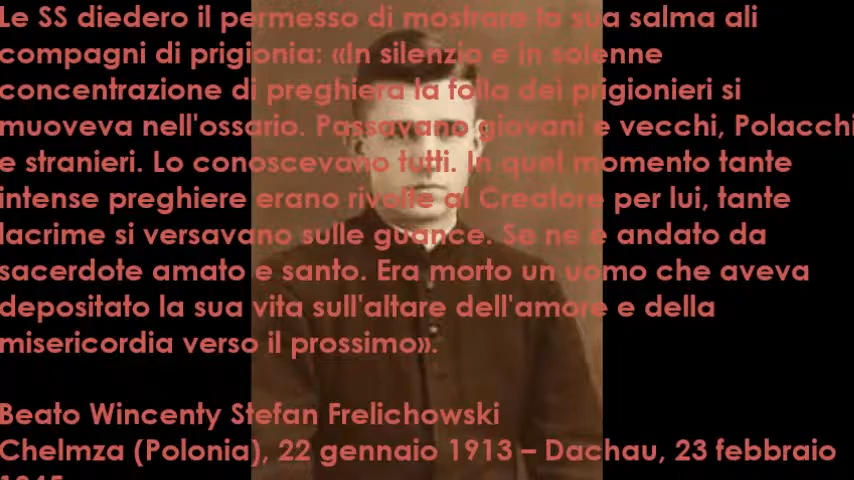 Le SS diedero il permesso di mostrare la sua salma ali
compagni di prigionia: «In silenzio e in solenne
concentrazione di preghiera la folla dei prigionieri si
muoveva nell'ossario. Passavano giovani e vecchi, Polacchi
e stranieri. Lo conoscevano tutti. In quel momento tante
intense preghiere erano rivolte al Creatore per lui, tante
lacrime si versavano sulle guance. Se ne è andato da
sacerdote amato e santo. Era morto un uomo che aveva
depositato la sua vita sull'altare dell'amore e della
misericordia verso il prossimo».
Beato Wincenty Stefan Frelichowski
Chelmza (Polonia), 22 gennaio 1913 – Dachau, 23 febbraio